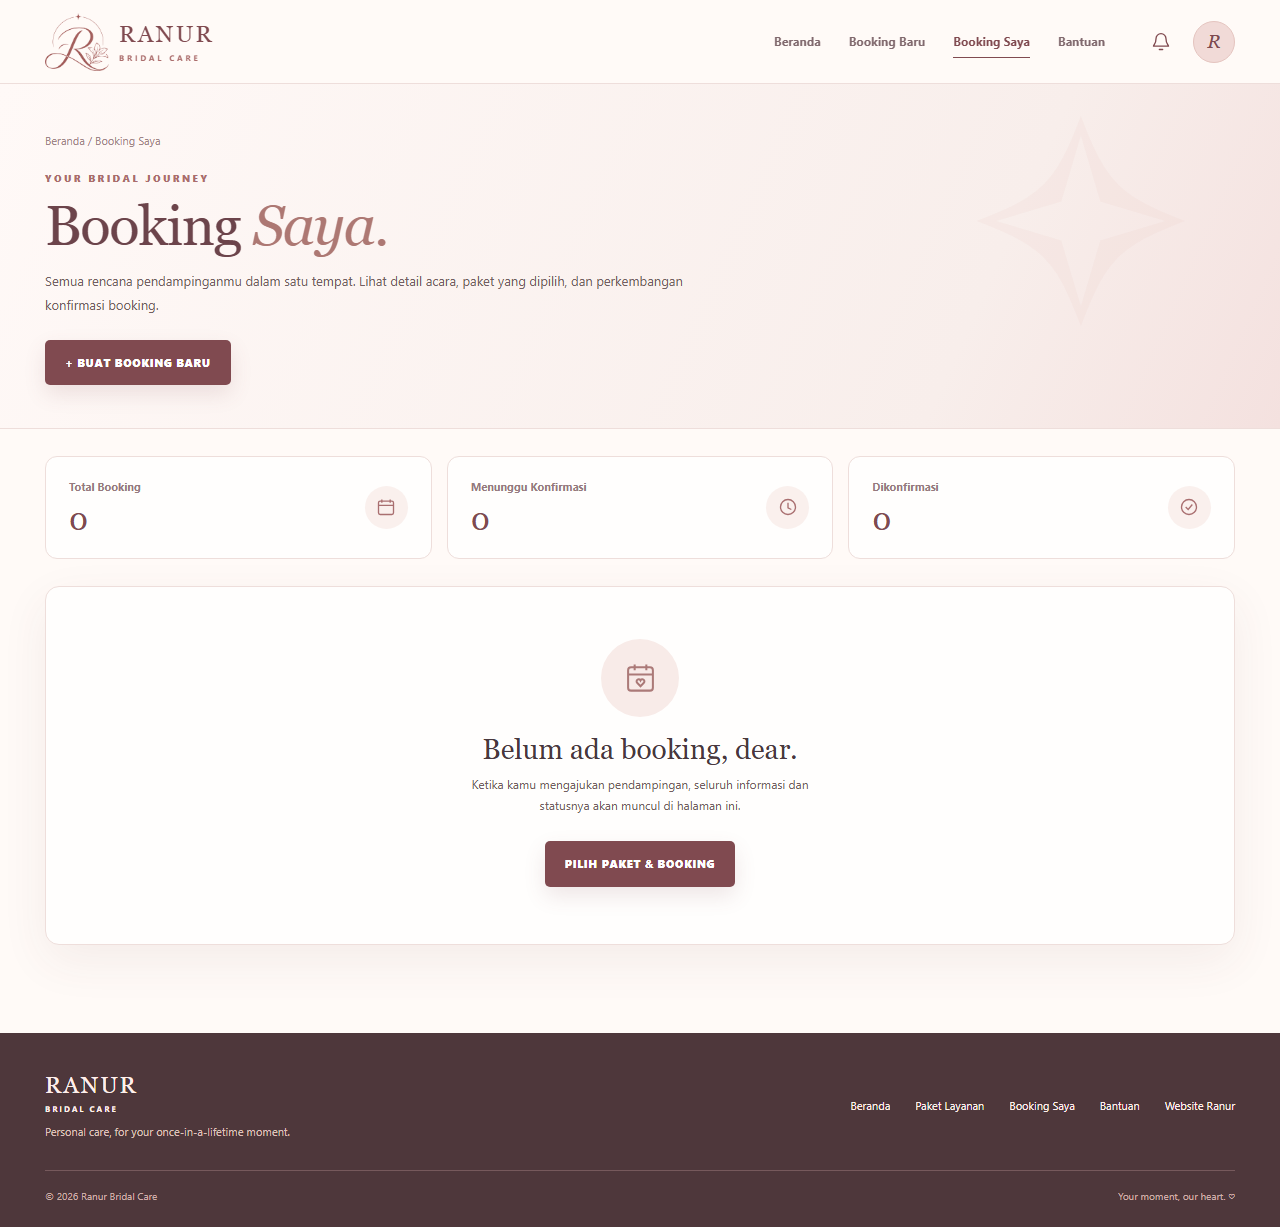 RANUR
BRIDAL CARE
Beranda
Booking Baru
Booking Saya
Bantuan
R
Beranda / Booking Saya
YOUR BRIDAL JOURNEY
Booking Saya.
Semua rencana pendampinganmu dalam satu tempat. Lihat detail acara, paket yang dipilih, dan perkembangan
konfirmasi booking.
+ BUAT BOOKING BARU
Total Booking
0
Menunggu Konfirmasi
0
Dikonfirmasi
0
Belum ada booking, dear.
Ketika kamu mengajukan pendampingan, seluruh informasi dan
statusnya akan muncul di halaman ini.
PILIH PAKET & BOOKING
RANUR
BRIDAL CARE
Personal care, for your once-in-a-lifetime moment.
Beranda
Paket Layanan
Booking Saya
Bantuan
Website Ranur
© 2026 Ranur Bridal Care
Your moment, our heart. ♡